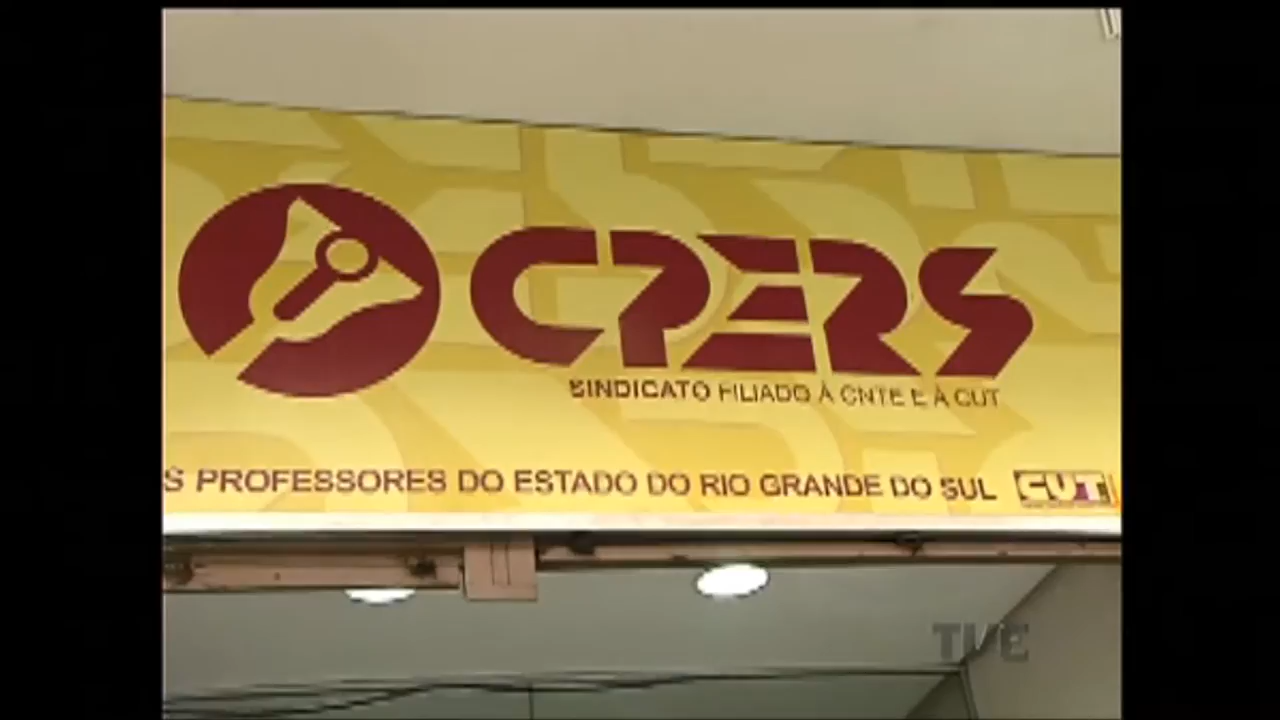 CPERS
SINDICATO FILIADO À CNTE E À CUT
S PROFESSORES DO ESTADO DO RIO GRANDE DO SUL CUT
TVE